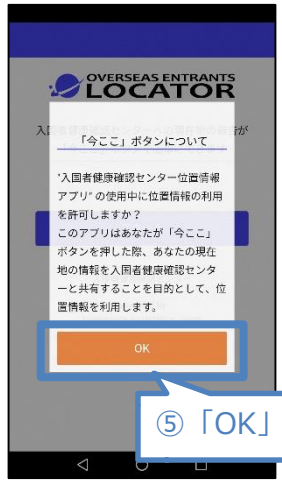 OVERSEAS ENTRANTS
LOCATOR
「今ここ」ボタンについて
"入国者健康確認センター位置情報
アプリ" の使用中に位置情報の利用
を許可しますか？
このアプリはあなたが「今ここ」
ボタンを押した際、あなたの現在
地の情報を入国者健康確認センタ
ーと共有することを目的として、位
置情報を利用します。
OK
⑤「OK」